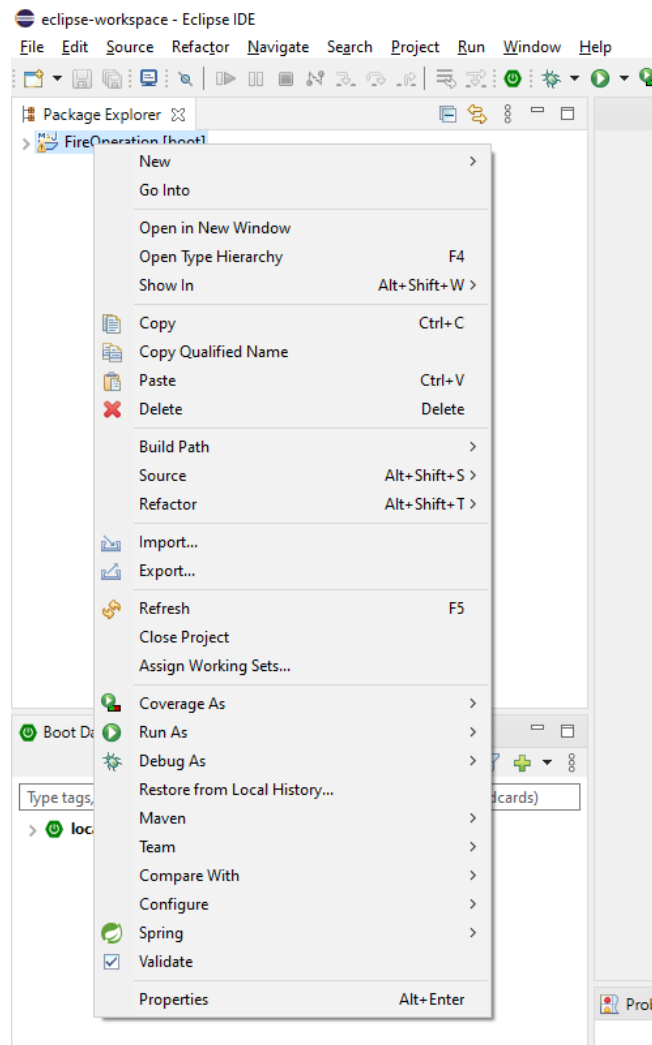 eclipse-workspace - Eclipse IDE
File Edit Source Refactor Navigate Search Project Run Window Help
Package Explorer
FireOperation [boot]
New
Go Into
Open in New Window
Open Type Hierarchy F4
Show In Alt+Shift+W
Copy Ctrl+C
Copy Qualified Name
Paste Ctrl+V
Delete Delete
Build Path
Source Alt+Shift+S
Refactor Alt+Shift+T
Import...
Export...
Refresh F5
Close Project
Assign Working Sets...
Coverage As
Boot Da
Run As
Debug As
Type tags,
Restore from Local History...
dcards)
Maven
loc
Team
Compare With
Configure
Spring
Validate
Properties Alt+Enter
Prob